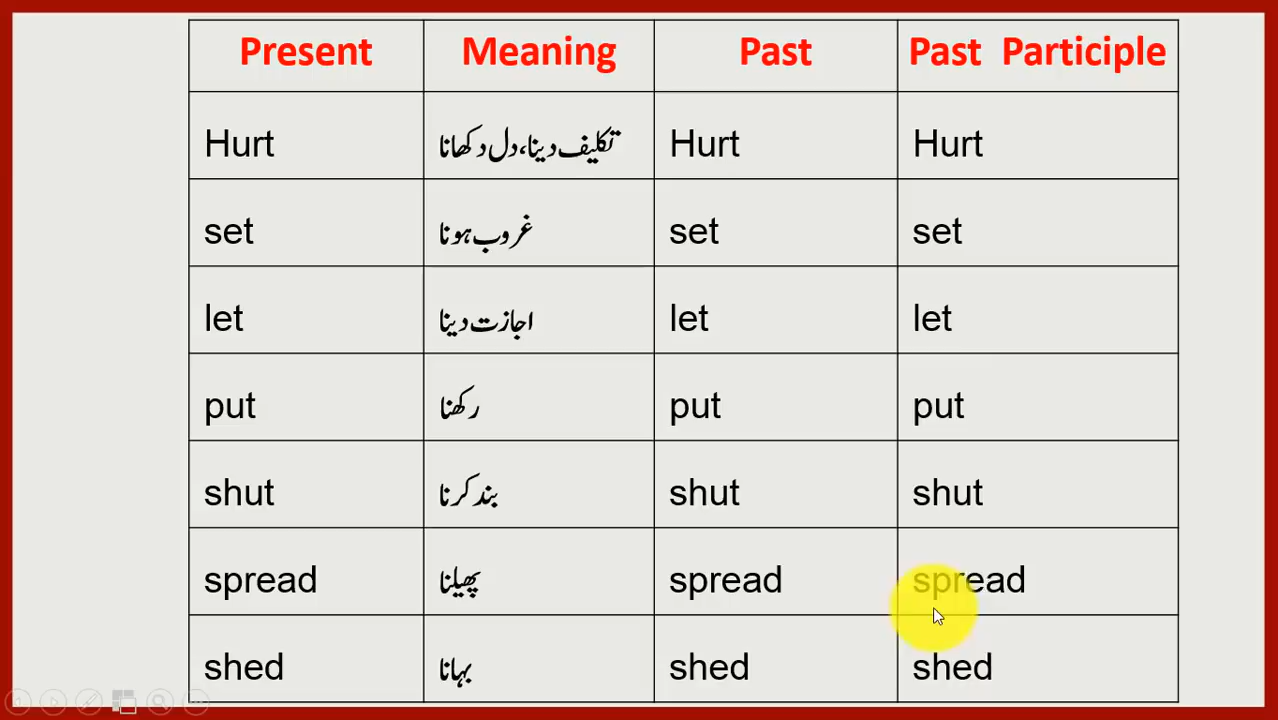 Present Meaning Past Past Participle
Hurt تکلیف دینا، دل دکھانا Hurt Hurt
set غروب ہونا set set
let اجازت دینا let let
put رکھنا put put
shut بند کرنا shut shut
spread پھیلنا spread spread
shed بہانا shed shed